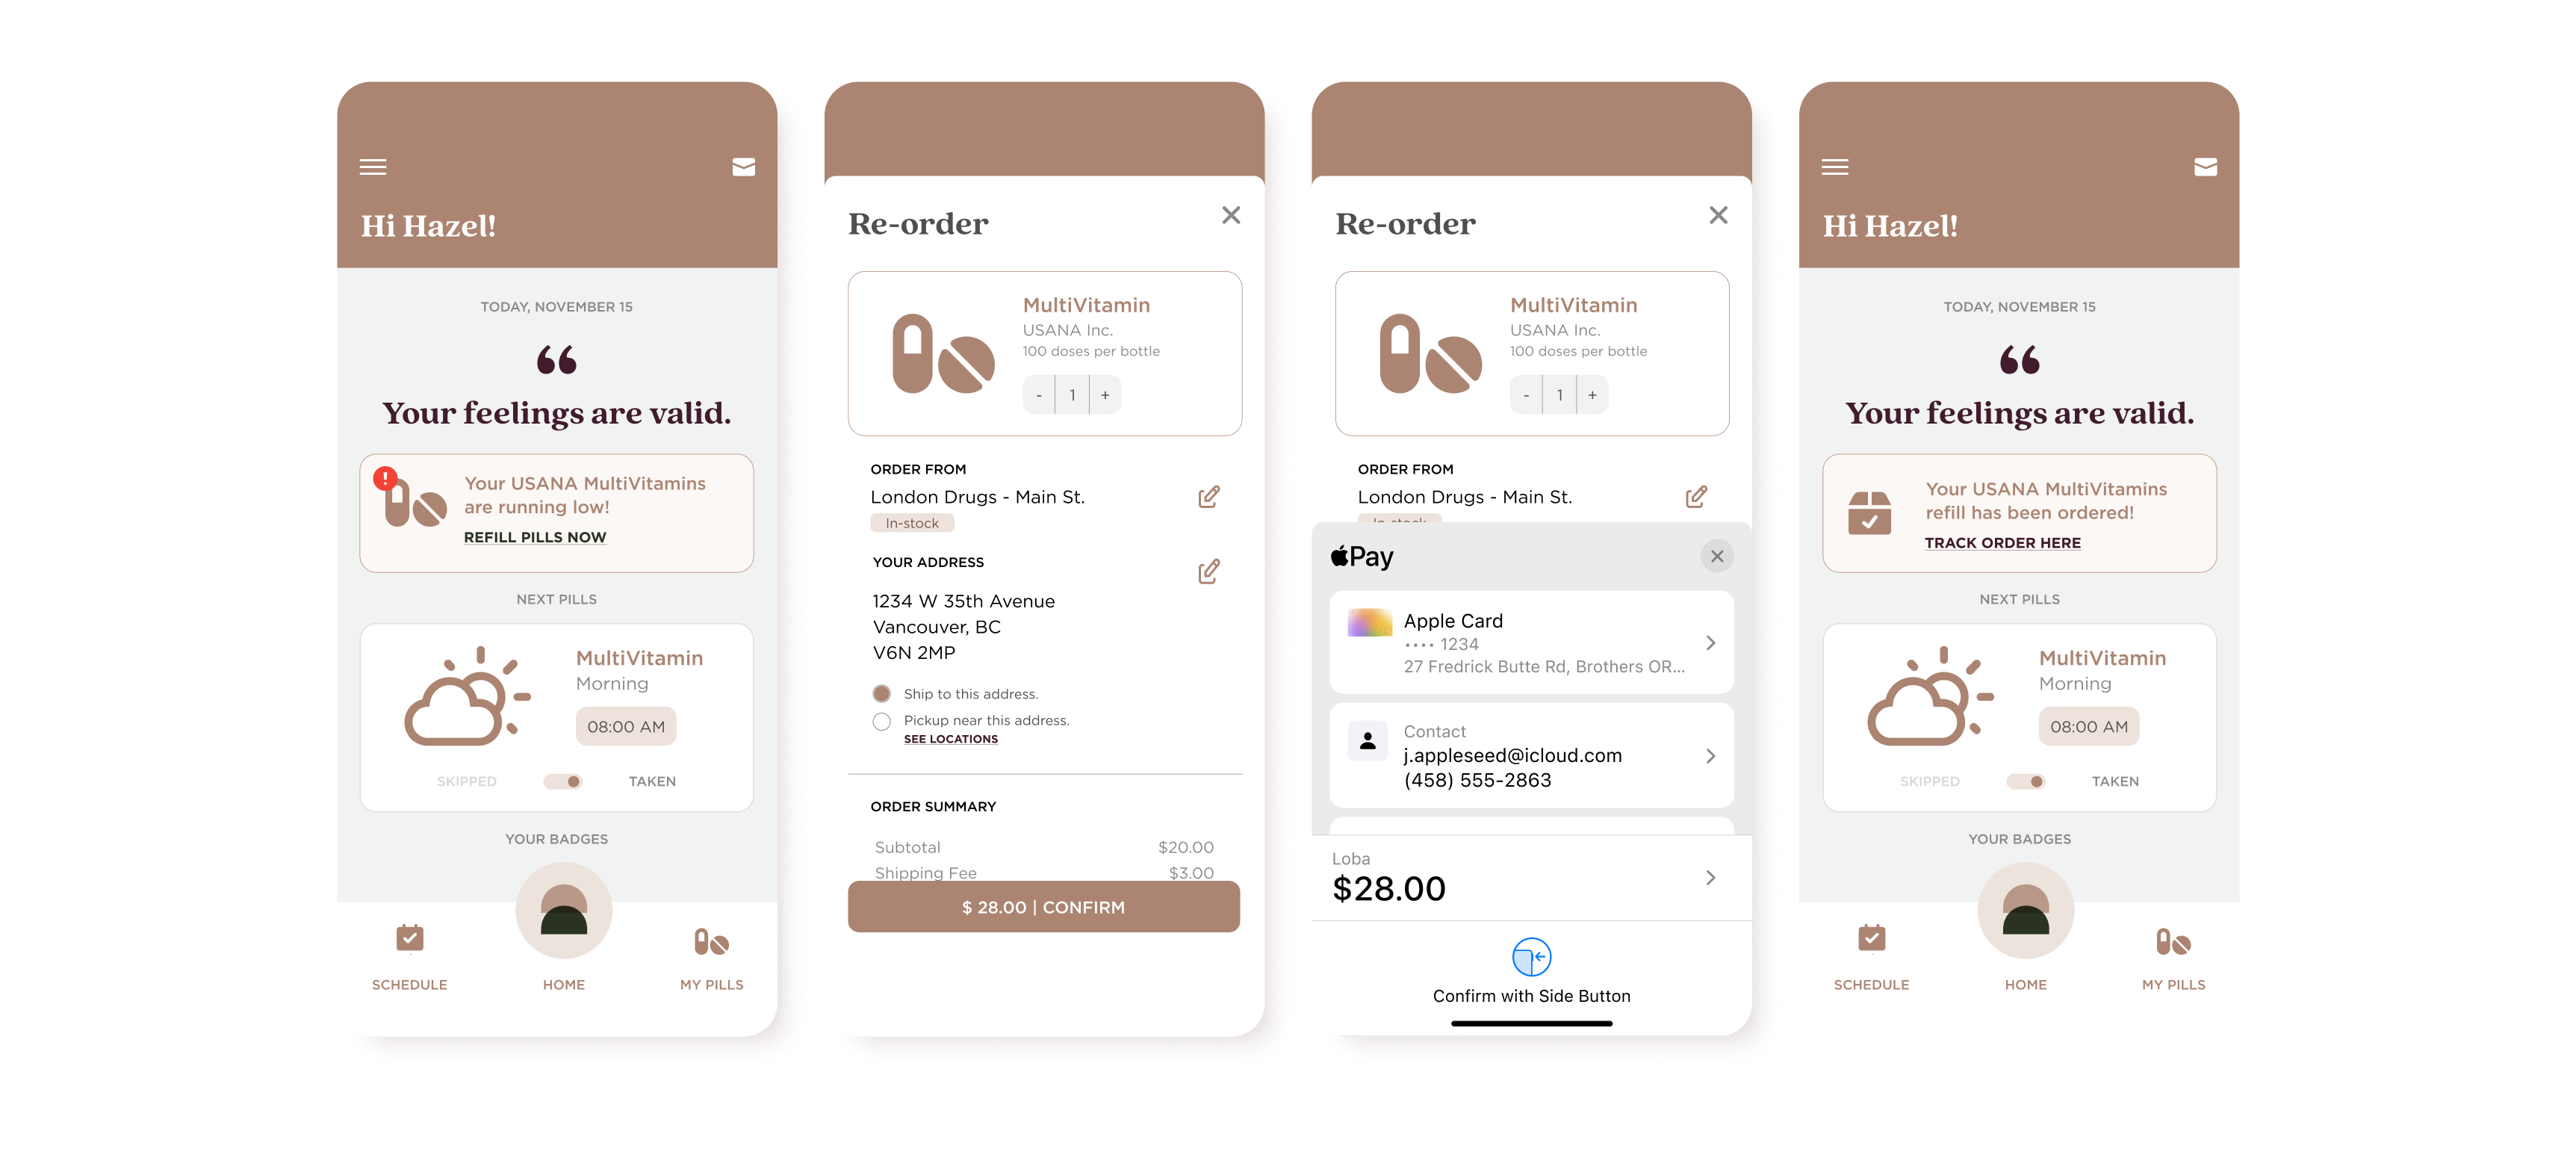 Hi Hazel!
TODAY, NOVEMBER 15
“
Your feelings are valid.
!
Your USANA MultiVitamins
are running low!
REFILL PILLS NOW
NEXT PILLS
MultiVitamin
Morning
08:00 AM
SKIPPED TAKEN
YOUR BADGES
SCHEDULE HOME MY PILLS
Re-order
MultiVitamin
USANA Inc.
100 doses per bottle
- 1 +
ORDER FROM
London Drugs - Main St.
In-stock
YOUR ADDRESS
1234 W 35th Avenue
Vancouver, BC
V6N 2MP
Ship to this address.
Pickup near this address.
SEE LOCATIONS
ORDER SUMMARY
Subtotal $20.00
Shipping Fee $3.00
$ 28.00 | CONFIRM
Re-order
MultiVitamin
USANA Inc.
100 doses per bottle
- 1 +
ORDER FROM
London Drugs - Main St.
In-stock
Pay
Apple Card
•••• 1234
27 Fredrick Butte Rd, Brothers OR...
Contact
j.appleseed@icloud.com
(458) 555-2863
Loba
$28.00
Confirm with Side Button
Hi Hazel!
TODAY, NOVEMBER 15
“
Your feelings are valid.
Your USANA MultiVitamins
refill has been ordered!
TRACK ORDER HERE
NEXT PILLS
MultiVitamin
Morning
08:00 AM
SKIPPED TAKEN
YOUR BADGES
SCHEDULE HOME MY PILLS